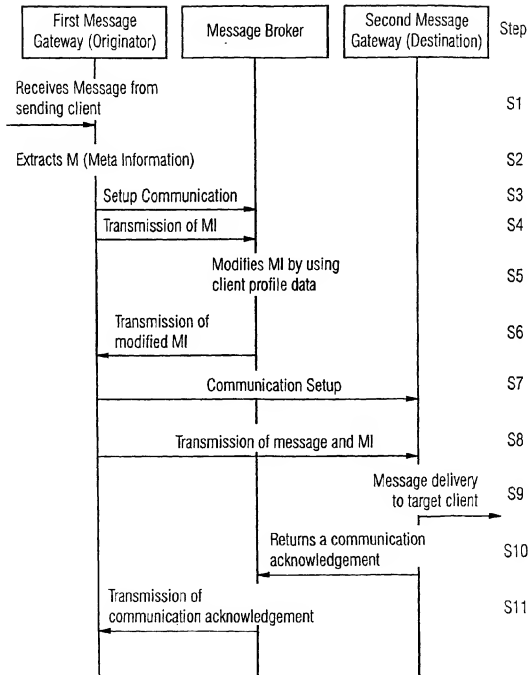 First Message
Gateway (Originator)
Message Broker
Second Message
Gateway (Destination)
Step
Receives Message from
sending client
S1
Extracts M (Meta Information)
S2
Setup Communication
S3
Transmission of MI
S4
Modifies MI by using
client profile data
S5
Transmission of
modified MI
S6
Communication Setup
S7
Transmission of message and MI
S8
Message delivery
to target client
S9
Returns a communication
acknowledgement
S10
Transmission of
communication acknowledgement
S11